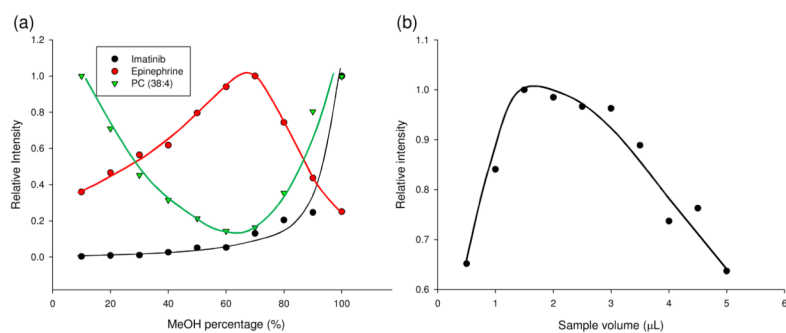 (a)
1.2
1.0
0.8
0.6
0.4
0.2
0.0
Relative Intensity
Imatinib
Epinephrine
PC (38:4)
20
40
60
80
100
MeOH percentage (%)
(b)
1.1
1.0
0.9
0.8
0.7
0.6
Relative intensity
0
1
2
3
4
5
6
Sample volume (μL)